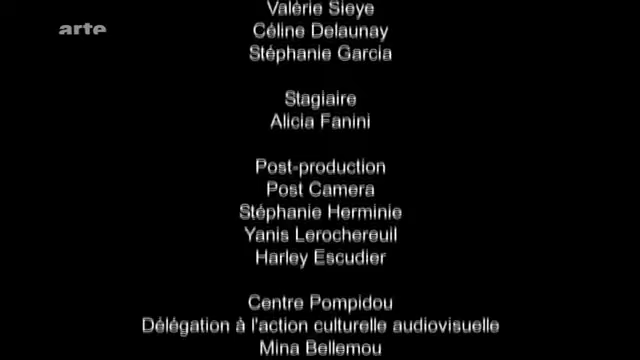 arte
Valérie Sieye
Céline Delaunay
Stéphanie Garcia
Stagiaire
Alicia Fanini
Post-production
Post Camera
Stéphanie Herminie
Yanis Lerochereuil
Harley Escudier
Centre Pompidou
Délégation à l'action culturelle audiovisuelle
Mina Bellemou